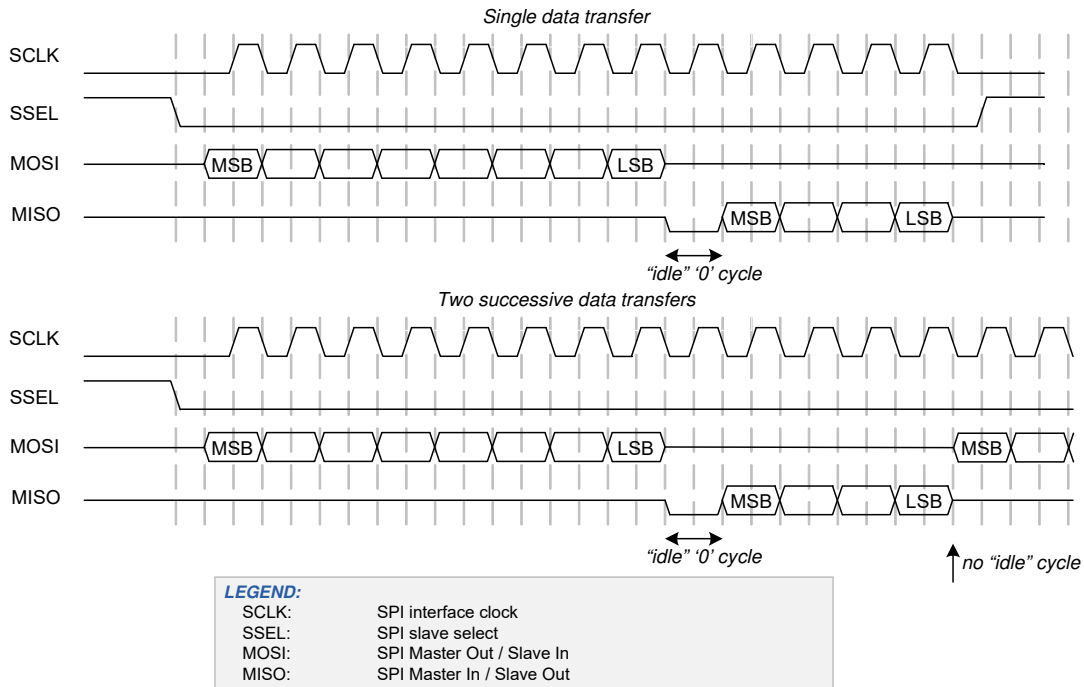 Single data transfer
SCLK
SSEL
MOSI MSB LSB
MISO MSB LSB
“idle” ‘0’ cycle
Two successive data transfers
SCLK
SSEL
MOSI MSB LSB MSB
MISO MSB LSB
“idle” ‘0’ cycle no “idle” cycle
LEGEND:
SCLK: SPI interface clock
SSEL: SPI slave select
MOSI: SPI Master Out / Slave In
MISO: SPI Master In / Slave Out